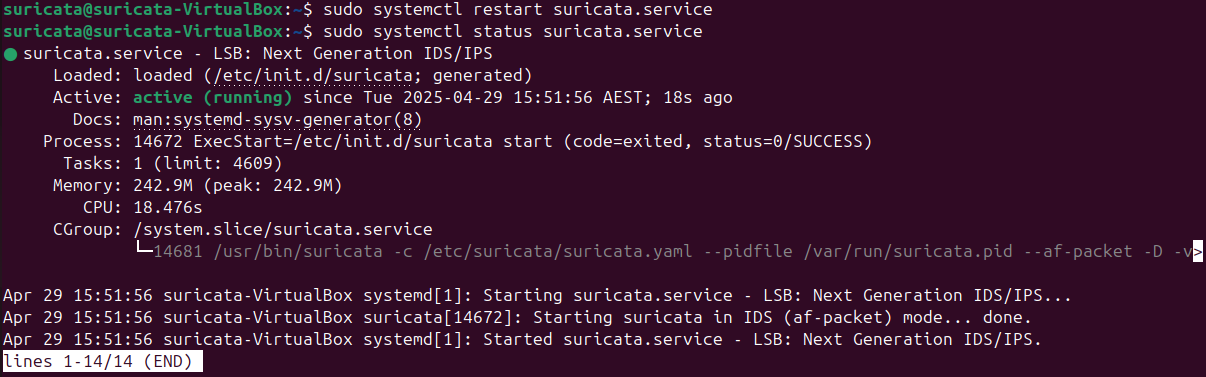 suricata@suricata-VirtualBox:~$ sudo systemctl restart suricata.service
suricata@suricata-VirtualBox:~$ sudo systemctl status suricata.service
● suricata.service - LSB: Next Generation IDS/IPS
     Loaded: loaded (/etc/init.d/suricata; generated)
     Active: active (running) since Tue 2025-04-29 15:51:56 AEST; 18s ago
       Docs: man:systemd-sysv-generator(8)
    Process: 14672 ExecStart=/etc/init.d/suricata start (code=exited, status=0/SUCCESS)
      Tasks: 1 (limit: 4609)
     Memory: 242.9M (peak: 242.9M)
        CPU: 18.476s
     CGroup: /system.slice/suricata.service
             └─14681 /usr/bin/suricata -c /etc/suricata/suricata.yaml --pidfile /var/run/suricata.pid --af-packet -D -v>

Apr 29 15:51:56 suricata-VirtualBox systemd[1]: Starting suricata.service - LSB: Next Generation IDS/IPS...
Apr 29 15:51:56 suricata-VirtualBox suricata[14672]: Starting suricata in IDS (af-packet) mode... done.
Apr 29 15:51:56 suricata-VirtualBox systemd[1]: Started suricata.service - LSB: Next Generation IDS/IPS.
lines 1-14/14 (END)